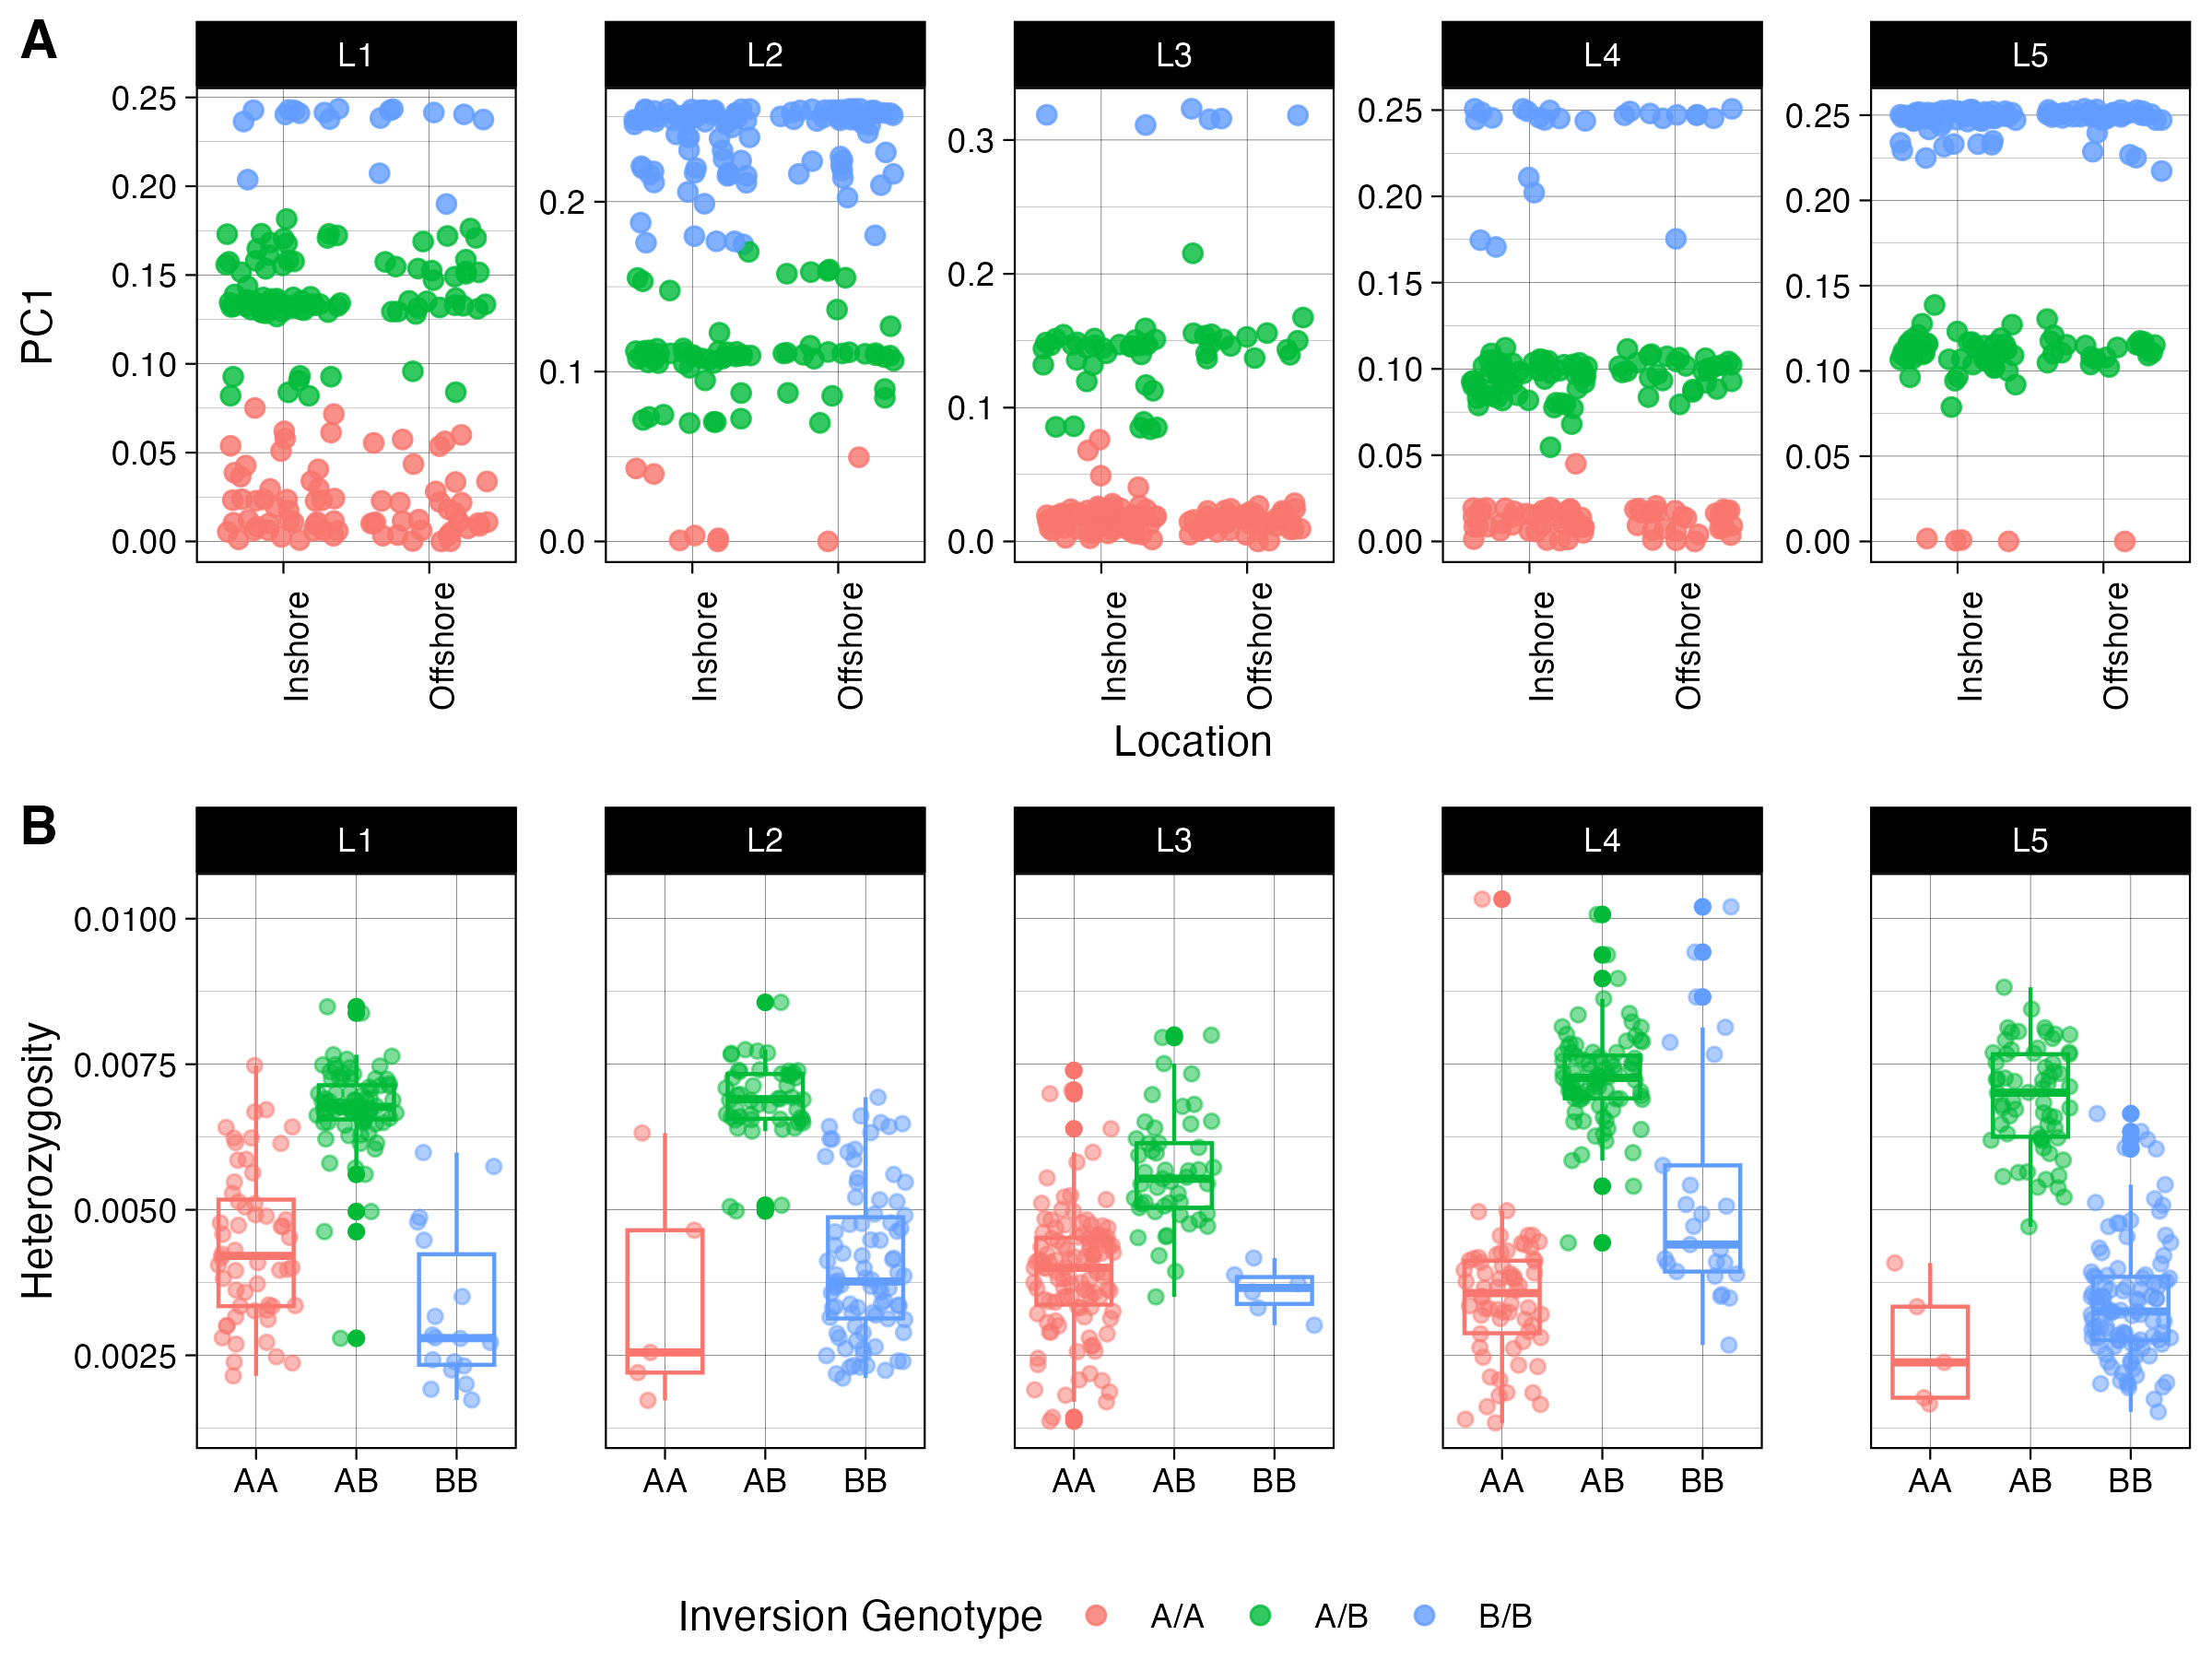 A
L1 L2 L3 L4 L5
PC1
0.25 0.20 0.15 0.10 0.05 0.00
0.2 0.1 0.0
0.3 0.2 0.1 0.0
0.25 0.20 0.15 0.10 0.05 0.00
0.25 0.20 0.15 0.10 0.05 0.00
Inshore Offshore Inshore Offshore Inshore Offshore Inshore Offshore Inshore Offshore
Location
B
L1 L2 L3 L4 L5
Heterozygosity
0.0100
0.0075
0.0050
0.0025
AA AB BB AA AB BB AA AB BB AA AB BB AA AB BB
Inversion Genotype A/A A/B B/B